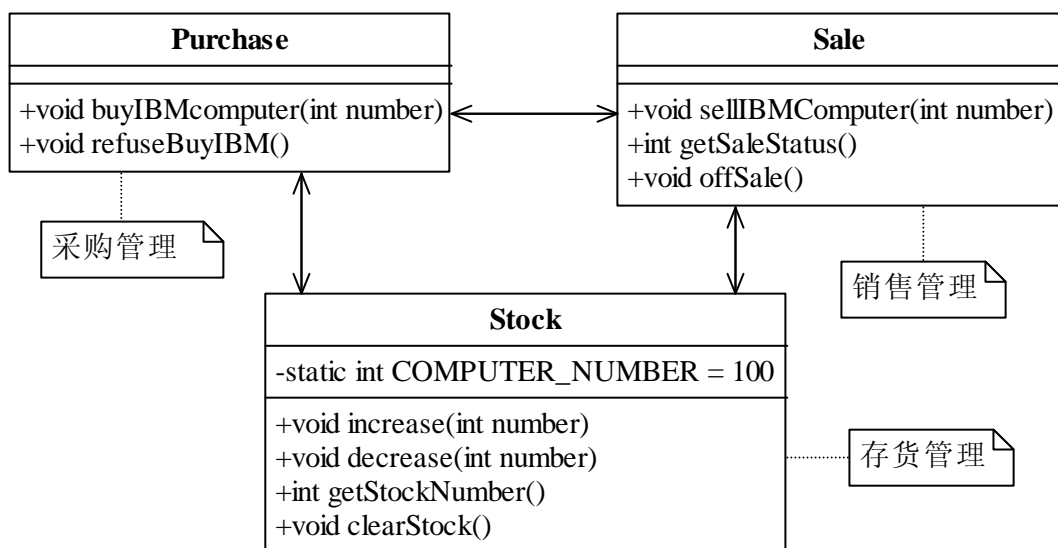 Purchase
+void buyIBMcomputer(int number)
+void refuseBuyIBM()
采购管理
Sale
+void sellIBMComputer(int number)
+int getSaleStatus()
+void offSale()
销售管理
Stock
-static int COMPUTER_NUMBER = 100
+void increase(int number)
+void decrease(int number)
+int getStockNumber()
+void clearStock()
存货管理